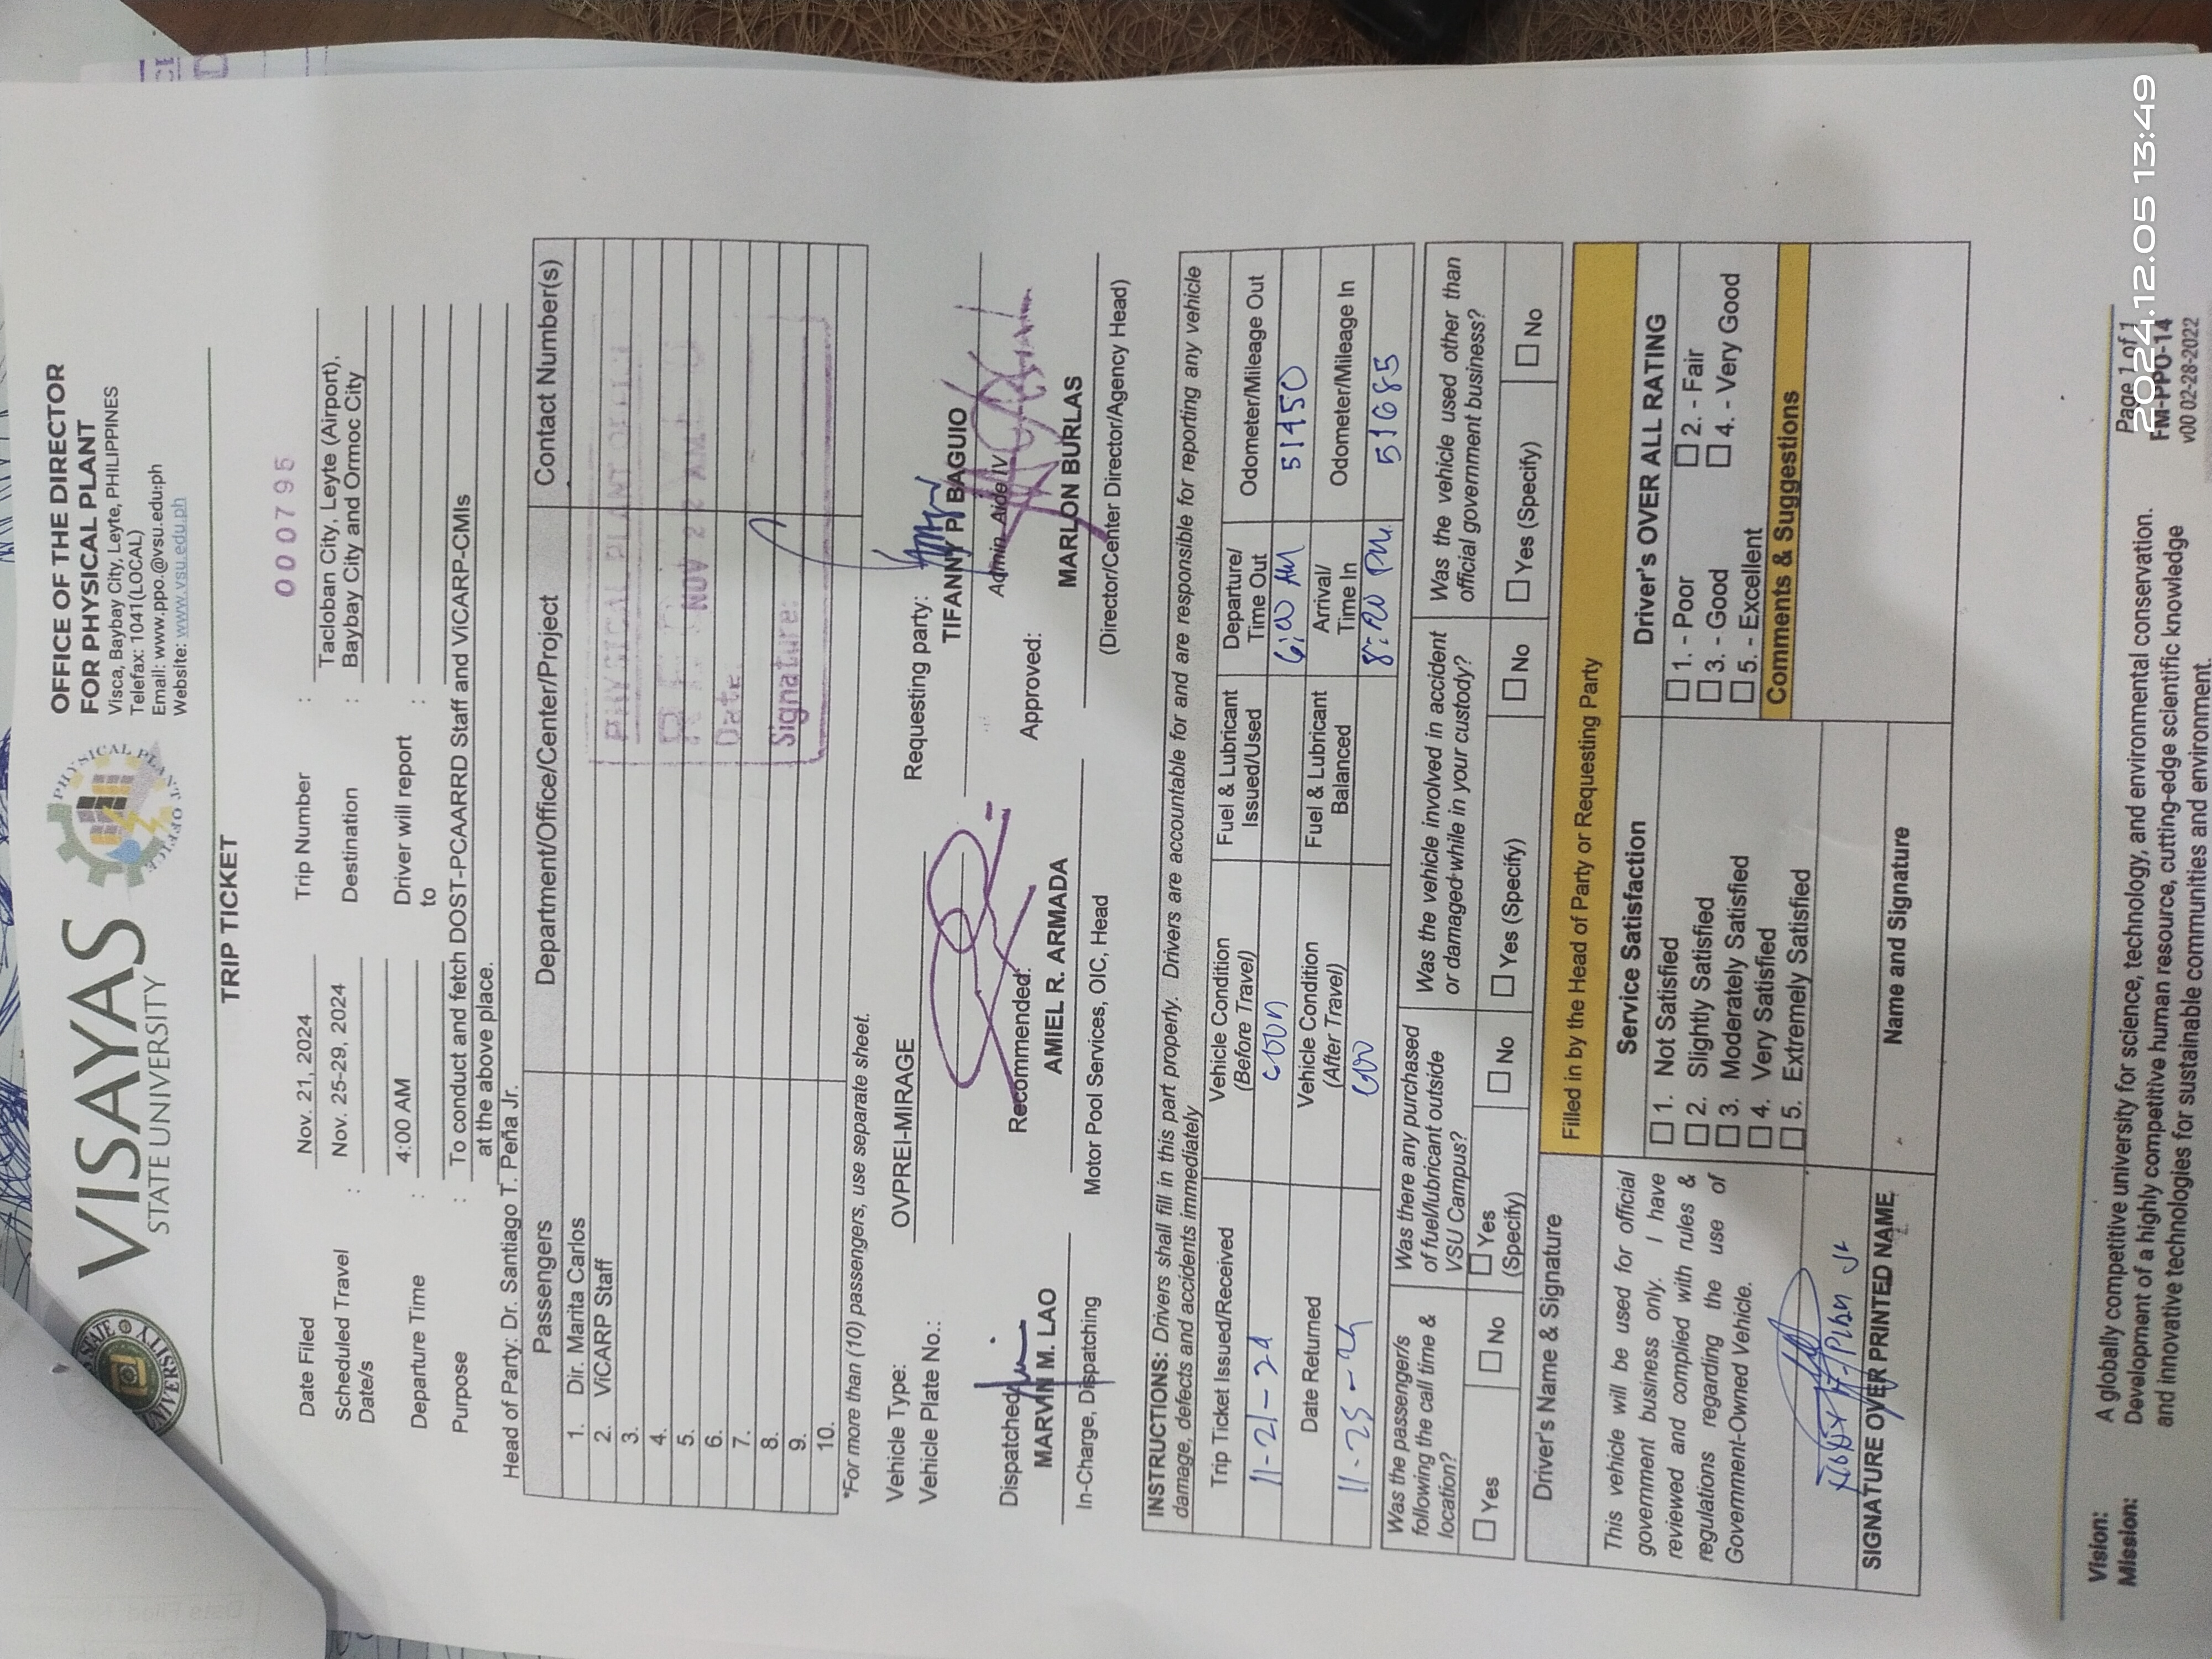 VISAYAS
STATE UNIVERSITY
PHYSICAL PLANT OFFICE
OFFICE OF THE DIRECTOR
FOR PHYSICAL PLANT
Visca, Baybay City, Leyte, PHILIPPINES
Telefax: 1041(LOCAL)
Email: www.ppo.@vsu.edu.ph
Website: www.vsu.edu.ph
TRIP TICKET
000795
Date Filed Nov. 21, 2024 Trip Number :
Scheduled Travel Date/s : Nov. 25-29, 2024 Destination : Tacloban City, Leyte (Airport),
Baybay City and Ormoc City
Departure Time : 4:00 AM Driver will report to :
Purpose : To conduct and fetch DOST-PCAARRD Staff and ViCARP-CMIs
at the above place.
Head of Party: Dr. Santiago T. Peña Jr.
Passengers Department/Office/Center/Project Contact Number(s)
1. Dir. Marita Carlos
2. ViCARP Staff
3.
4.
5.
6.
7.
8.
9.
10.
PHYSICAL PLANT OFFICE
Date:
NOV 22
Signature:
*For more than (10) passengers, use separate sheet.
Vehicle Type: OVPREI-MIRAGE
Vehicle Plate No.:
Requesting party:
TIFANNY P. BAGUIO
Admin. Aide IV
Dispatched
MARVIN M. LAO
In-Charge, Dispatching
Recommended:
AMIEL R. ARMADA
Motor Pool Services, OIC, Head
Approved:
MARLON BURLAS
(Director/Center Director/Agency Head)
INSTRUCTIONS: Drivers shall fill in this part properly. Drivers are accountable for and are responsible for reporting any vehicle
damage, defects and accidents immediately
Trip Ticket Issued/Received Vehicle Condition (Before Travel) Fuel & Lubricant Issued/Used Departure/ Time Out Odometer/Mileage Out
11-21-24 6:00 AM 51450
Date Returned Vehicle Condition (After Travel) Fuel & Lubricant Balanced Arrival/ Time In Odometer/Mileage In
51685
Was the passenger/s following the call time & location?
Yes No
Was there any purchased of fuel/lubricant outside VSU Campus?
Yes (Specify) No
Was the vehicle involved in accident or damaged while in your custody?
Yes (Specify) No
Was the vehicle used other than official government business?
Yes (Specify) No
Driver's Name & Signature
Filled in by the Head of Party or Requesting Party
This vehicle will be used for official
government business only. I have
reviewed and complied with rules &
regulations regarding the use of
Government-Owned Vehicle.
SIGNATURE OVER PRINTED NAME
Service Satisfaction
1. Not Satisfied
2. Slightly Satisfied
3. Moderately Satisfied
4. Very Satisfied
5. Extremely Satisfied
Name and Signature
Driver's OVER ALL RATING
1. - Poor 2. - Fair
3. - Good 4. - Very Good
5. - Excellent
Comments & Suggestions
Vision: A globally competitive university for science, technology, and environmental conservation.
Mission: Development of a highly competitive human resource, cutting-edge scientific knowledge
and innovative technologies for sustainable communities and environment.
Page 1 of 1
FM-PPO-14
v00 02-28-2022
2024.12.05 13:49